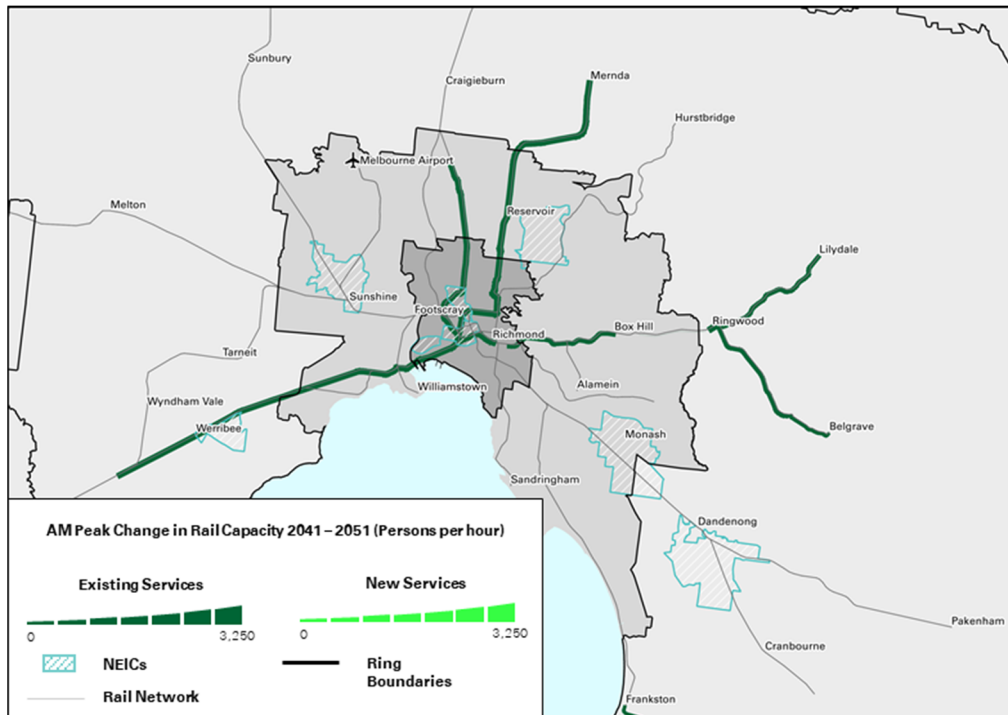 Sunbury
Craigieburn
Mernda
Hurstbridge
Melbourne Airport
Melton
Reservoir
Lilydale
Sunshine
Footscray
Richmond
Box Hill
Ringwood
Tarneit
Williamstown
Alamein
Wyndham Vale
Werribee
Belgrave
Monash
Sandringham
Dandenong
Pakenham
Cranbourne
Frankston
AM Peak Change in Rail Capacity 2041 – 2051 (Persons per hour)
Existing Services
New Services
0
3,250
0
3,250
NEICs
Ring
Boundaries
Rail Network